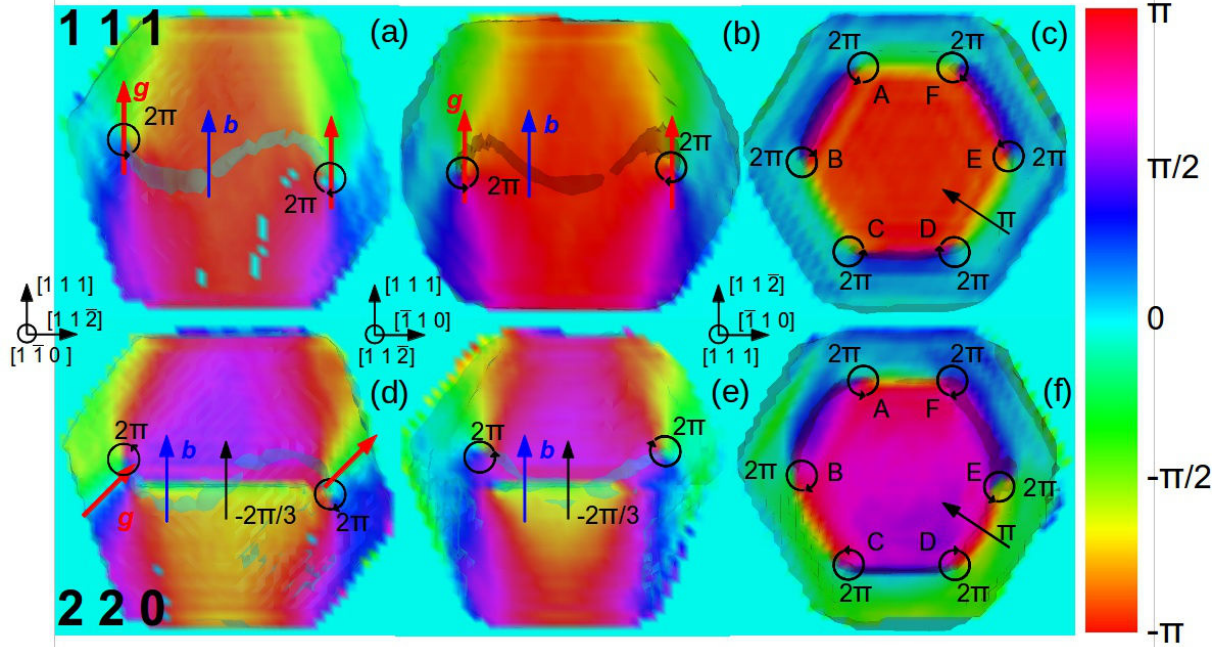 1 1 1
(a)
(b)
(c)
π
g
2π
b
2π
g
2π
b
2π
2π
2π
A
F
2π
B
E
2π
C
D
π
2π
2π
π/2
0
-π/2
-π
[1 1 1]
[1 1 2̅]
[1 1̅ 0]
[1 1 1]
[1̅ 1 0]
[1 1 2̅]
[1 1 2̅]
[1̅ 1 0]
[1 1 1]
(d)
(e)
(f)
2π
b
g
-2π/3
2π
2π
b
-2π/3
2π
2π
2π
A
F
2π
B
E
2π
C
D
π
2π
2π
2 2 0